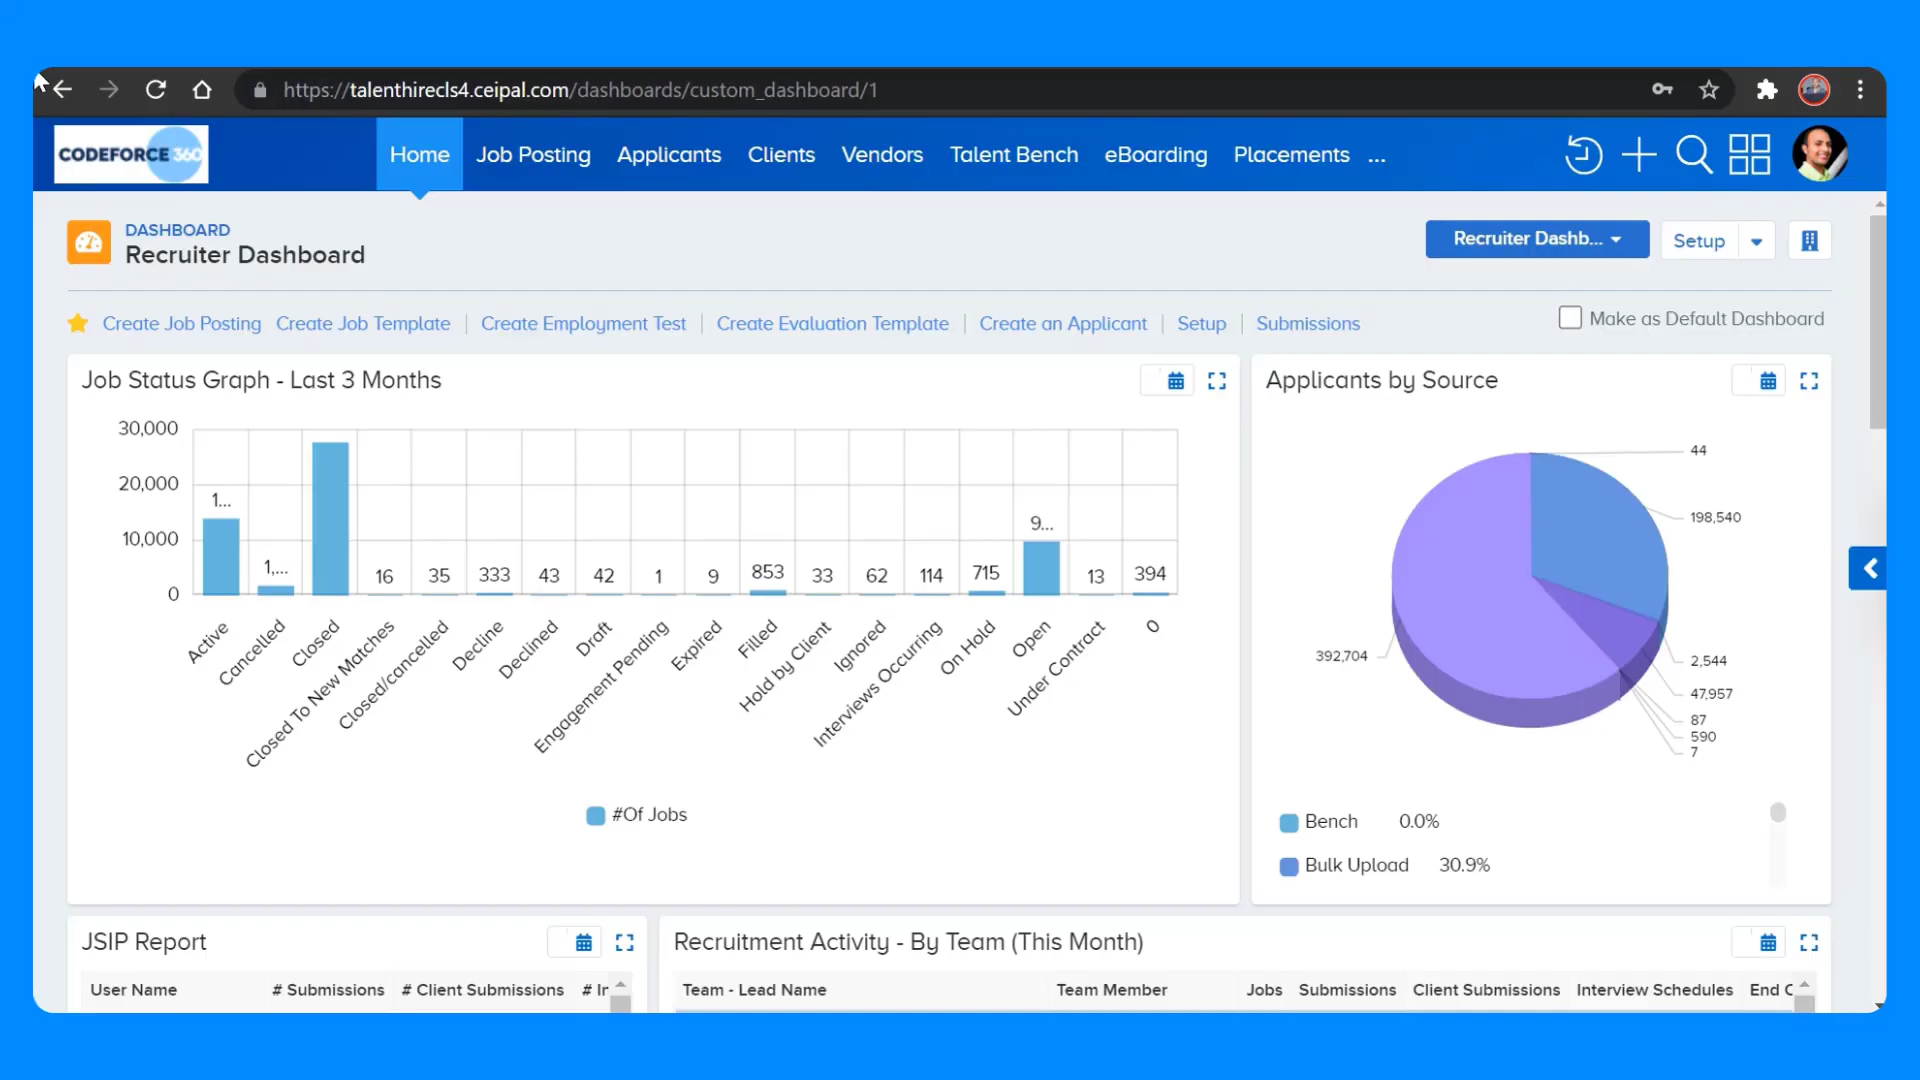 https://talenthirecls4.ceipal.com/dashboards/custom_dashboard/1
CODEFORCE 360
Home Job Posting Applicants Clients Vendors Talent Bench eBoarding Placements ...
DASHBOARD
Recruiter Dashboard
Recruiter Dashb...
Setup
Create Job Posting Create Job Template | Create Employment Test | Create Evaluation Template | Create an Applicant | Setup | Submissions
Make as Default Dashboard
Job Status Graph - Last 3 Months
30,000
20,000
10,000
0
1...
1,...
16
35
333
43
42
1
9
853
33
62
114
715
9...
13
394
Active
Cancelled
Closed
Closed To New Matches
Closed/cancelled
Decline
Declined
Draft
Engagement Pending
Expired
Filled
Hold by Client
Ignored
Interviews Occurring
On Hold
Open
Under Contract
0
#Of Jobs
Applicants by Source
44
198,540
392,704
2,544
47,957
87
590
7
Bench 0.0%
Bulk Upload 30.9%
JSIP Report
User Name # Submissions # Client Submissions # In
Recruitment Activity - By Team (This Month)
Team - Lead Name Team Member Jobs Submissions Client Submissions Interview Schedules End C